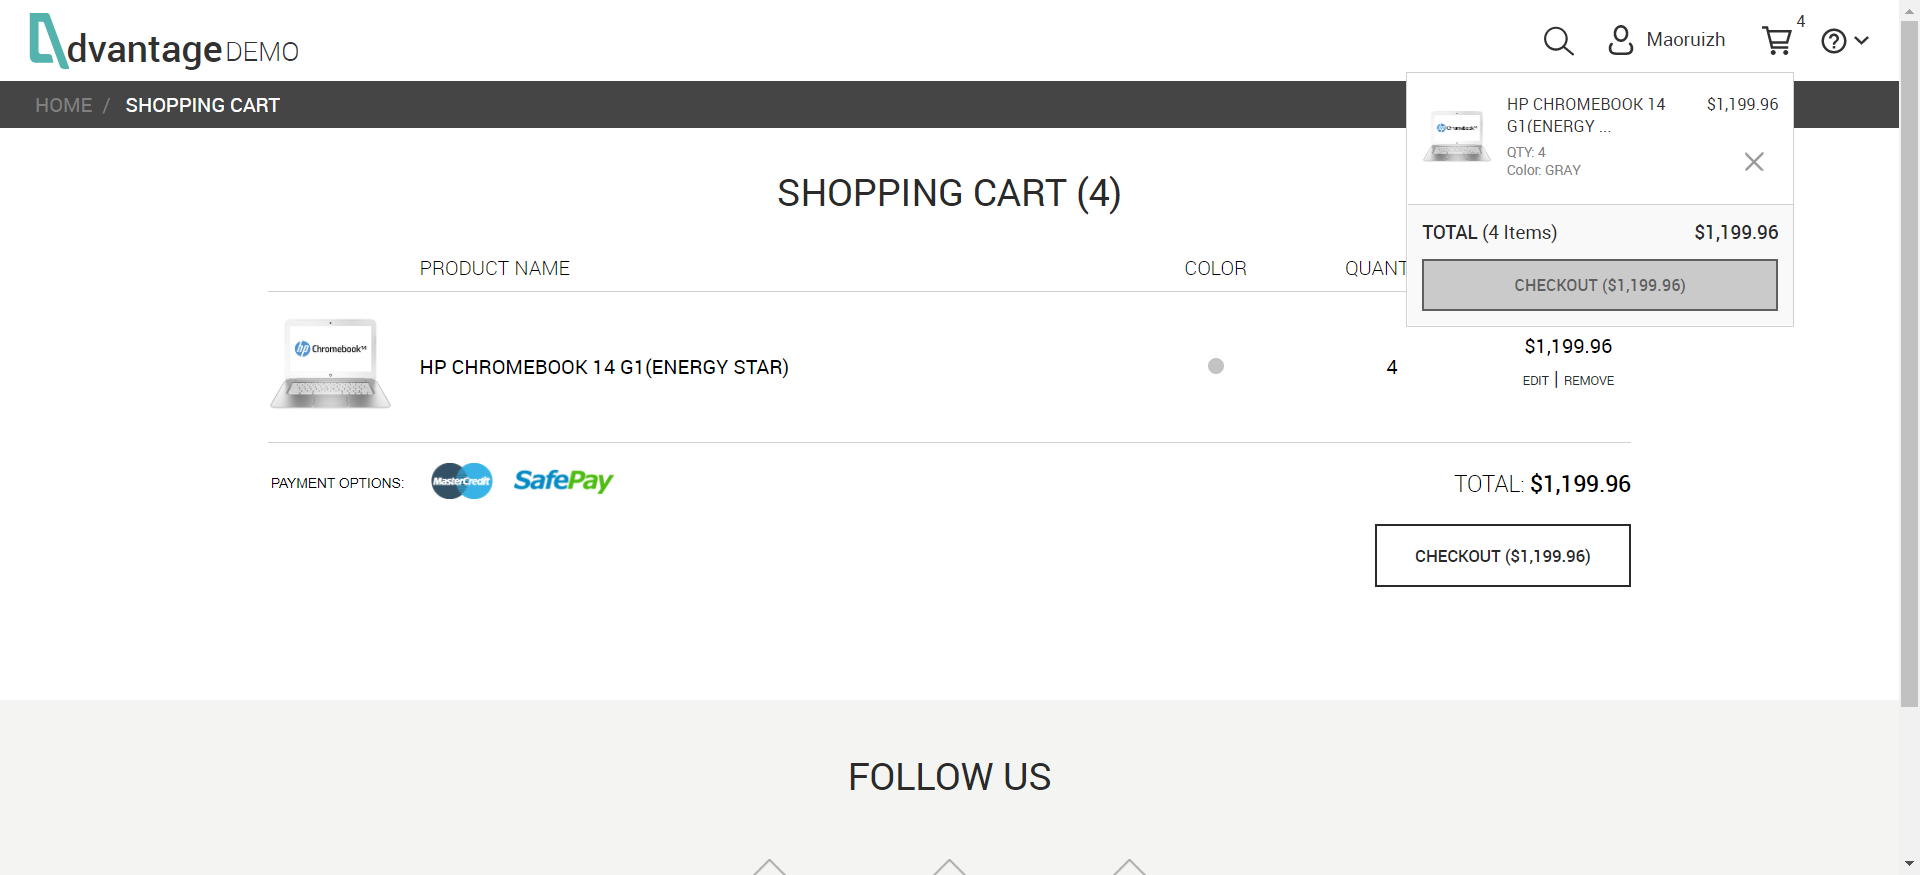 dvantage DEMO
Maoruizh
4
HOME / SHOPPING CART
HP CHROMEBOOK 14 $1,199.96
G1(ENERGY ...
QTY: 4
Color: GRAY
TOTAL (4 Items) $1,199.96
CHECKOUT ($1,199.96)
SHOPPING CART (4)
PRODUCT NAME COLOR QUANT
hp Chromebook14
HP CHROMEBOOK 14 G1(ENERGY STAR) 4 $1,199.96
EDIT | REMOVE
PAYMENT OPTIONS: MasterCredit SafePay
TOTAL: $1,199.96
CHECKOUT ($1,199.96)
FOLLOW US